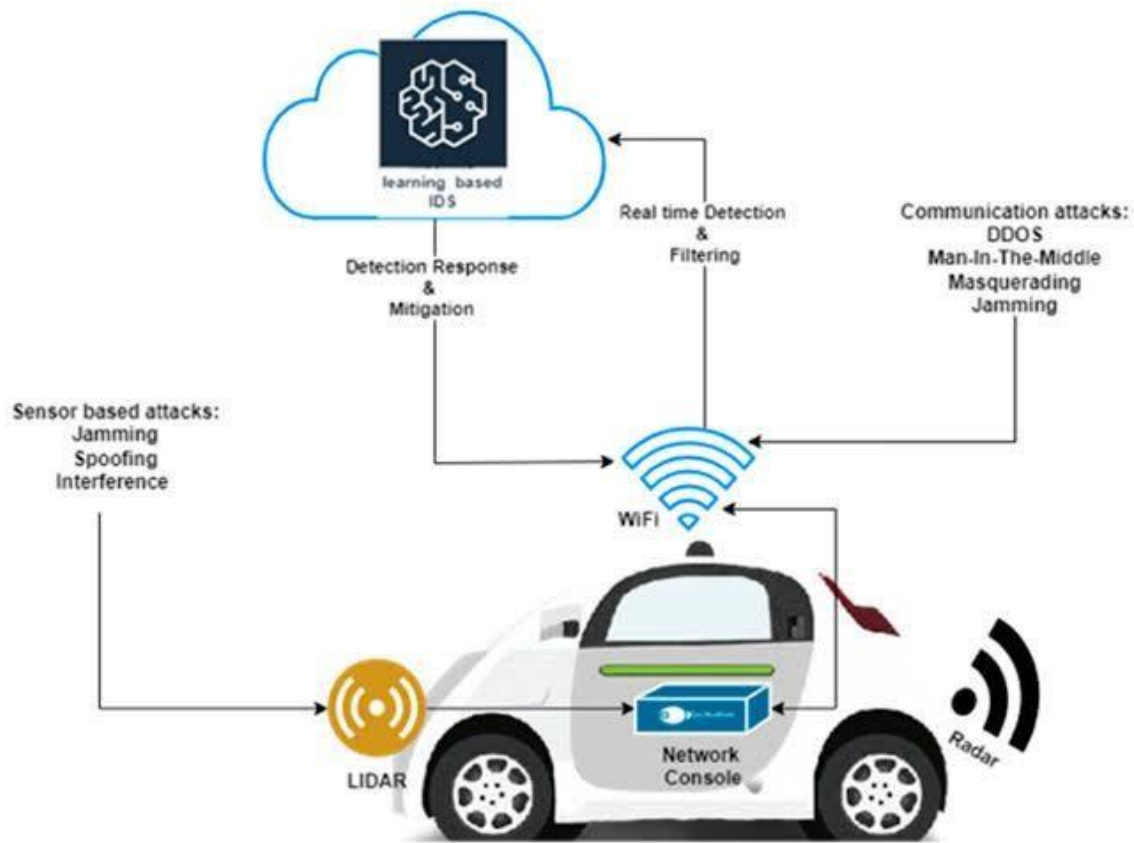 learning based
IDS
Real time Detection
&
Filtering
Communication attacks:
DDOS
Man-In-The-Middle
Masquerading
Jamming
Detection Response
&
Mitigation
Sensor based attacks:
Jamming
Spoofing
Interference
WiFi
LIDAR
Network
Console
Radar